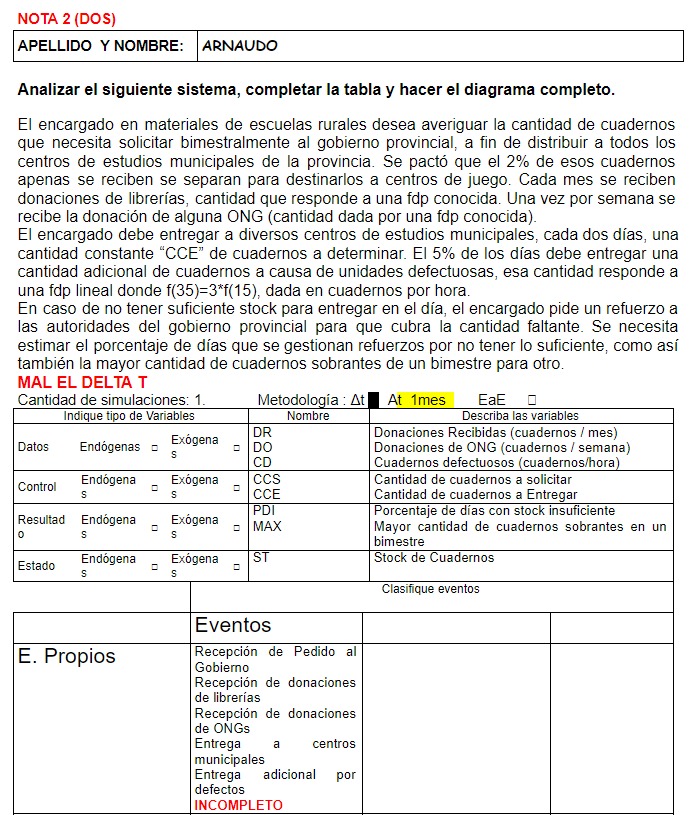 NOTA 2 (DOS)
APELLIDO Y NOMBRE: ARNAUDO
Analizar el siguiente sistema, completar la tabla y hacer el diagrama completo.
El encargado en materiales de escuelas rurales desea averiguar la cantidad de cuadernos
que necesita solicitar bimestralmente al gobierno provincial, a fin de distribuir a todos los
centros de estudios municipales de la provincia. Se pactó que el 2% de esos cuadernos
apenas se reciben se separan para destinarlos a centros de juego. Cada mes se reciben
donaciones de librerías, cantidad que responde a una fdp conocida. Una vez por semana se
recibe la donación de alguna ONG (cantidad dada por una fdp conocida).
El encargado debe entregar a diversos centros de estudios municipales, cada dos días, una
cantidad constante “CCE” de cuadernos a determinar. El 5% de los días debe entregar una
cantidad adicional de cuadernos a causa de unidades defectuosas, esa cantidad responde a
una fdp lineal donde f(35)=3*f(15), dada en cuadernos por hora.
En caso de no tener suficiente stock para entregar en el día, el encargado pide un refuerzo a
las autoridades del gobierno provincial para que cubra la cantidad faltante. Se necesita
estimar el porcentaje de días que se gestionan refuerzos por no tener lo suficiente, como así
también la mayor cantidad de cuadernos sobrantes de un bimestre para otro.
MAL EL DELTA T
Cantidad de simulaciones: 1. Metodología : Δt At 1mes EaE □
Indique tipo de Variables Nombre Describa las variables
Datos Endógenas □ Exógena
s □
DR Donaciones Recibidas (cuadernos / mes)
DO Donaciones de ONG (cuadernos / semana)
CD Cuadernos defectuosos (cuadernos/hora)
Control Endógena
s □ Exógena
s □
CCS Cantidad de cuadernos a solicitar
CCE Cantidad de cuadernos a Entregar
Resultad
o Endógena
s □ Exógena
s □
PDI Porcentaje de días con stock insuficiente
MAX Mayor cantidad de cuadernos sobrantes en un
bimestre
Estado Endógena
s □ Exógena
s □
ST Stock de Cuadernos
Clasifique eventos
Eventos
E. Propios
Recepción de Pedido al
Gobierno
Recepción de donaciones
de librerías
Recepción de donaciones
de ONGs
Entrega a centros
municipales
Entrega adicional por
defectos
INCOMPLETO